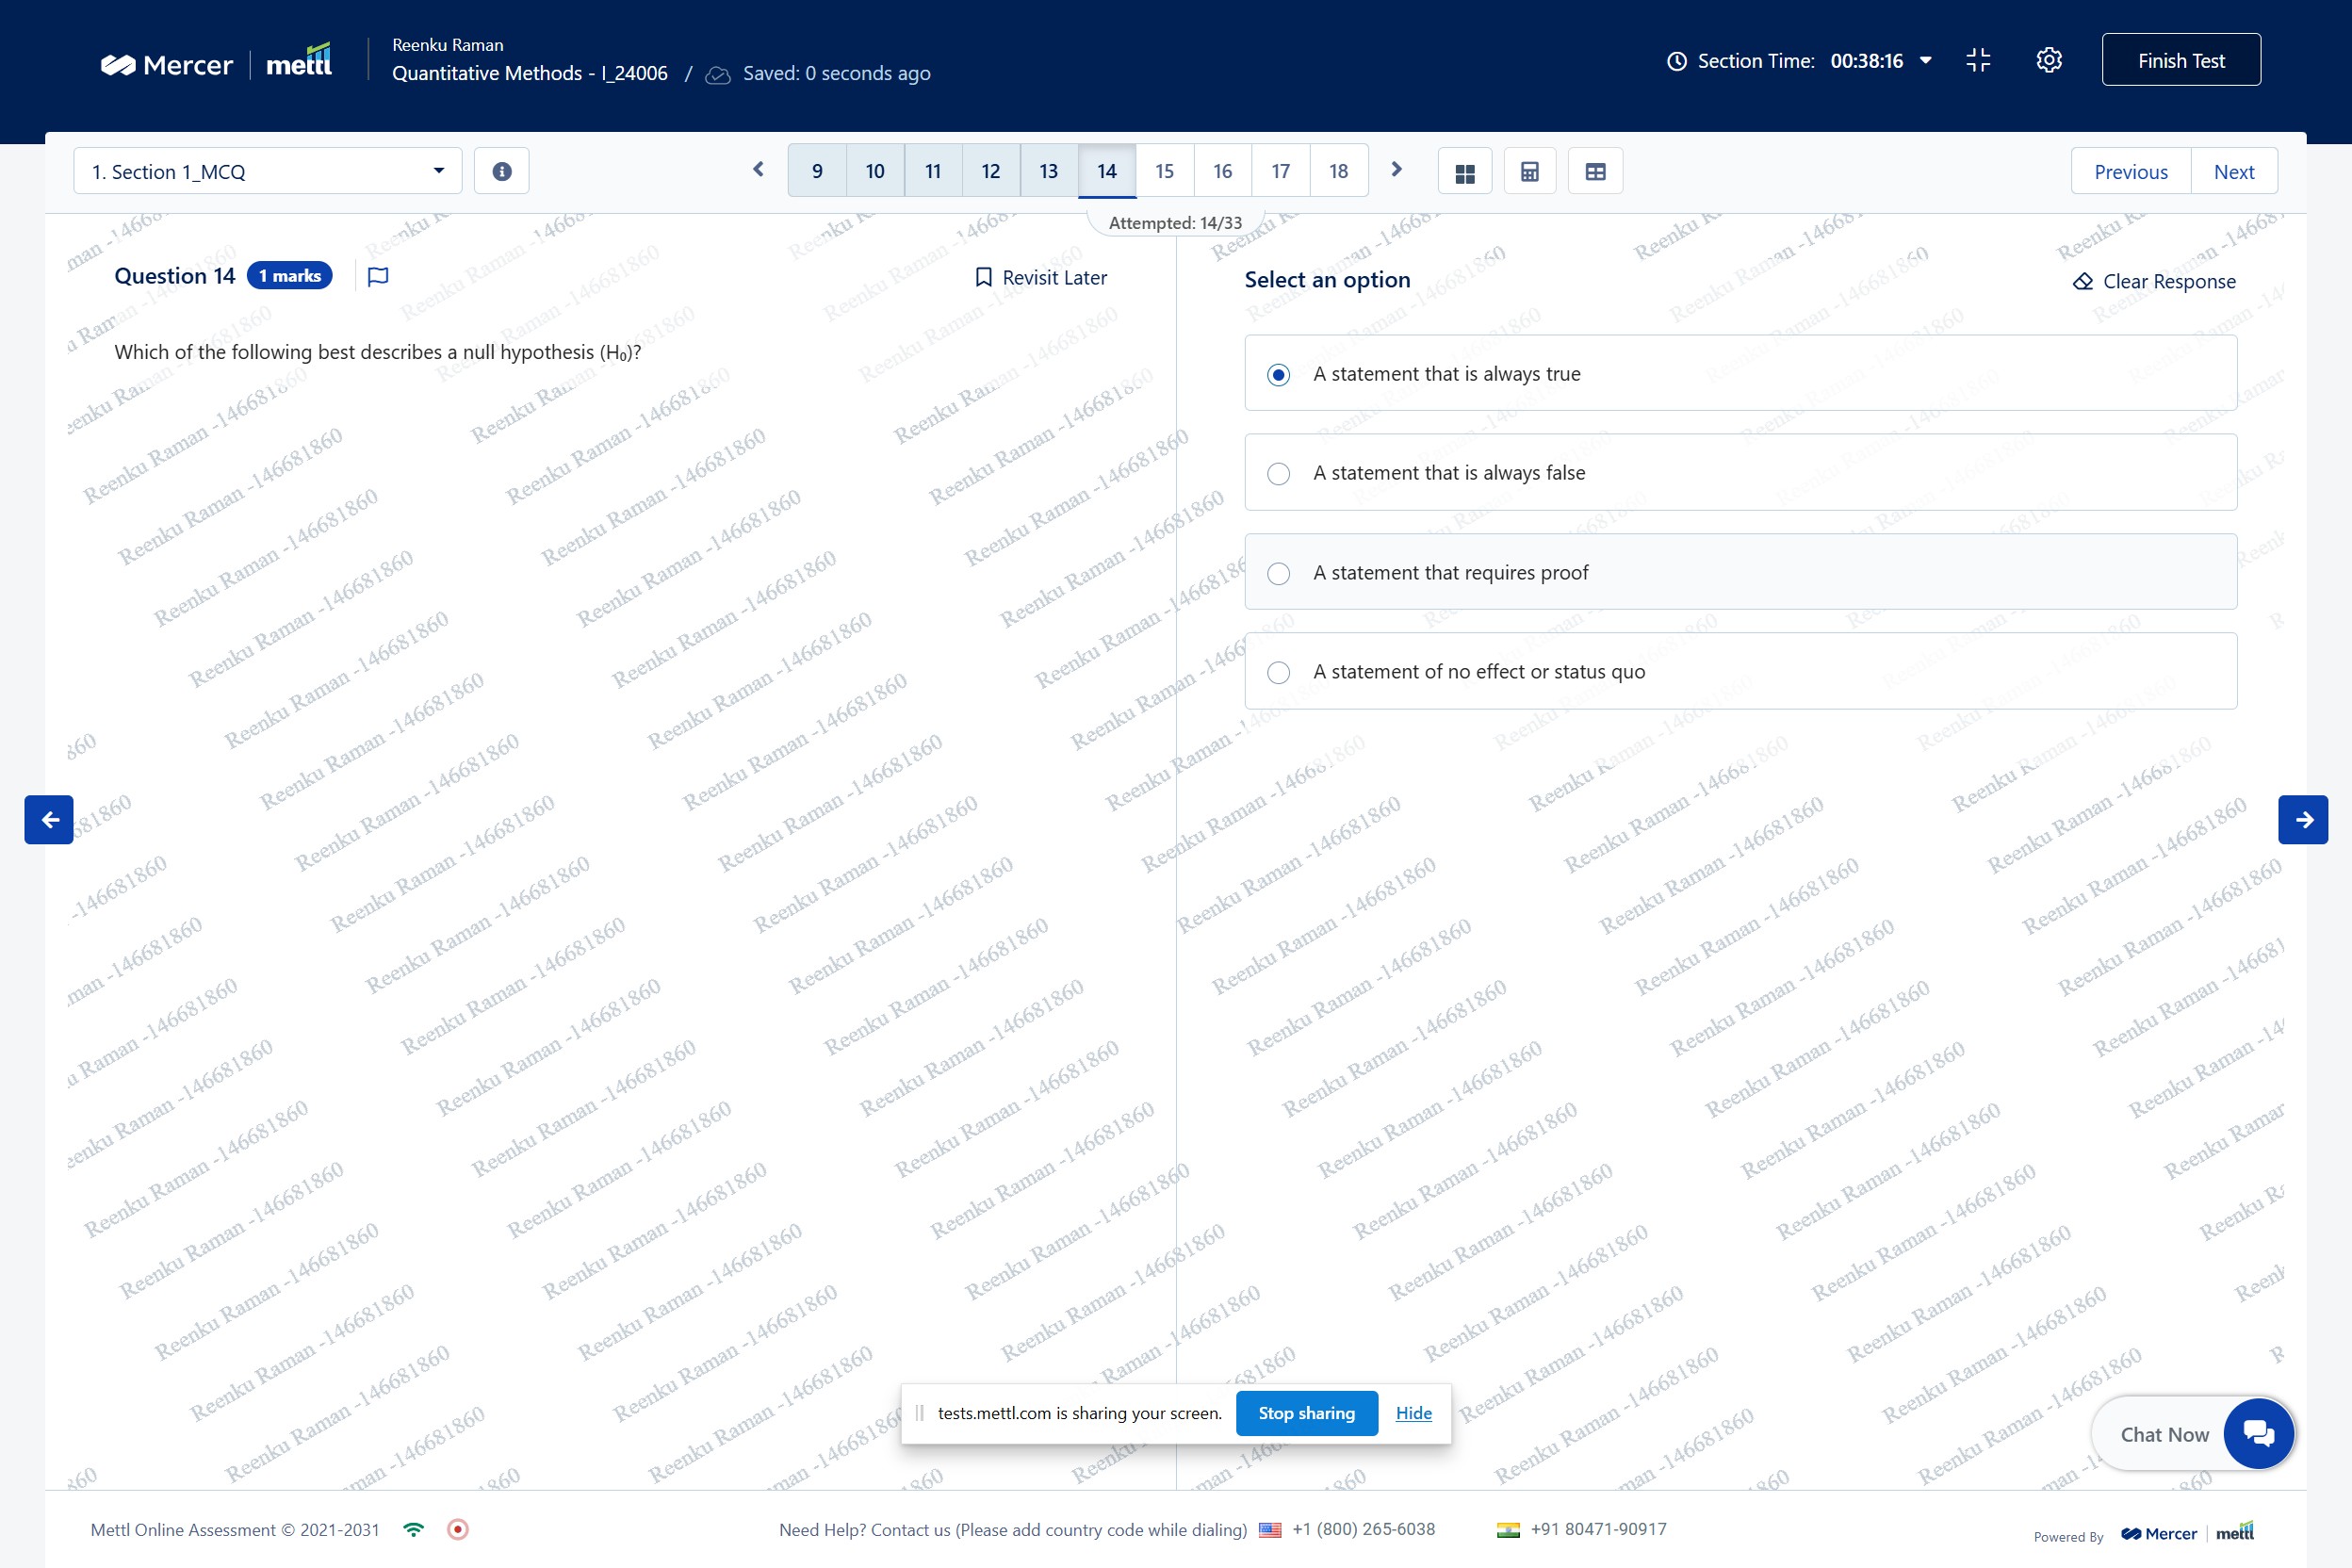 Mercer | mettl
Reenku Raman
Quantitative Methods - I_24006 / Saved: 0 seconds ago
Section Time: 00:38:16
Finish Test
1. Section 1_MCQ
9 10 11 12 13 14 15 16 17 18
Previous Next
Attempted: 14/33
Question 14 1 marks
Revisit Later
Which of the following best describes a null hypothesis (H₀)?
Select an option
Clear Response
A statement that is always true
A statement that is always false
A statement that requires proof
A statement of no effect or status quo
Reenku Raman -146681860
tests.mettl.com is sharing your screen. Stop sharing Hide
Chat Now
Mettl Online Assessment © 2021-2031
Need Help? Contact us (Please add country code while dialing) +1 (800) 265-6038 +91 80471-90917
Powered By Mercer | mettl